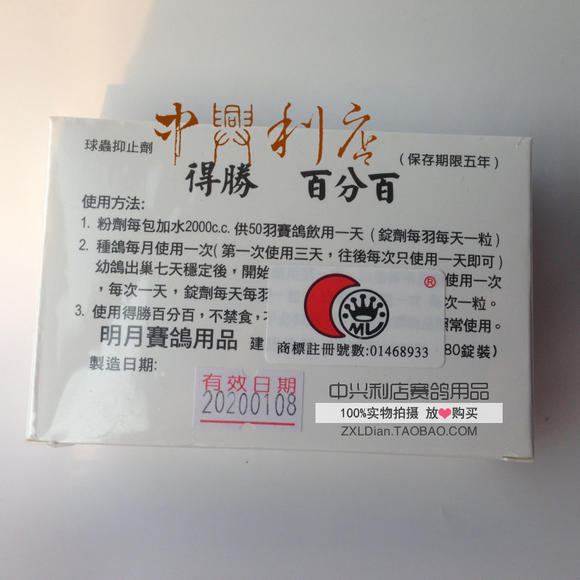 中興利店
球蟲抑止劑
(保存期限五年)
得勝 百分百
使用方法:
1. 粉劑每包加水2000c.c. 供50羽賽鴿飲用一天 (錠劑每羽每天一粒)
2. 種鴿每月使用一次(第一次使用三天,往後每次只使用一天即可)
幼鴿出巢七天穩定後,開始 使用一次
,每次一天,錠劑每天每羽 次一粒。
3. 使用得勝百分百,不禁食, 常使用。
明月賽鴿用品 建 80錠裝)
製造日期:
ML
®
商標註冊號數:01468933
有效日期
20200108
中兴利店赛鸽用品
100%实物拍摄 放❤购买
ZXLDian.TAOBAO.COM